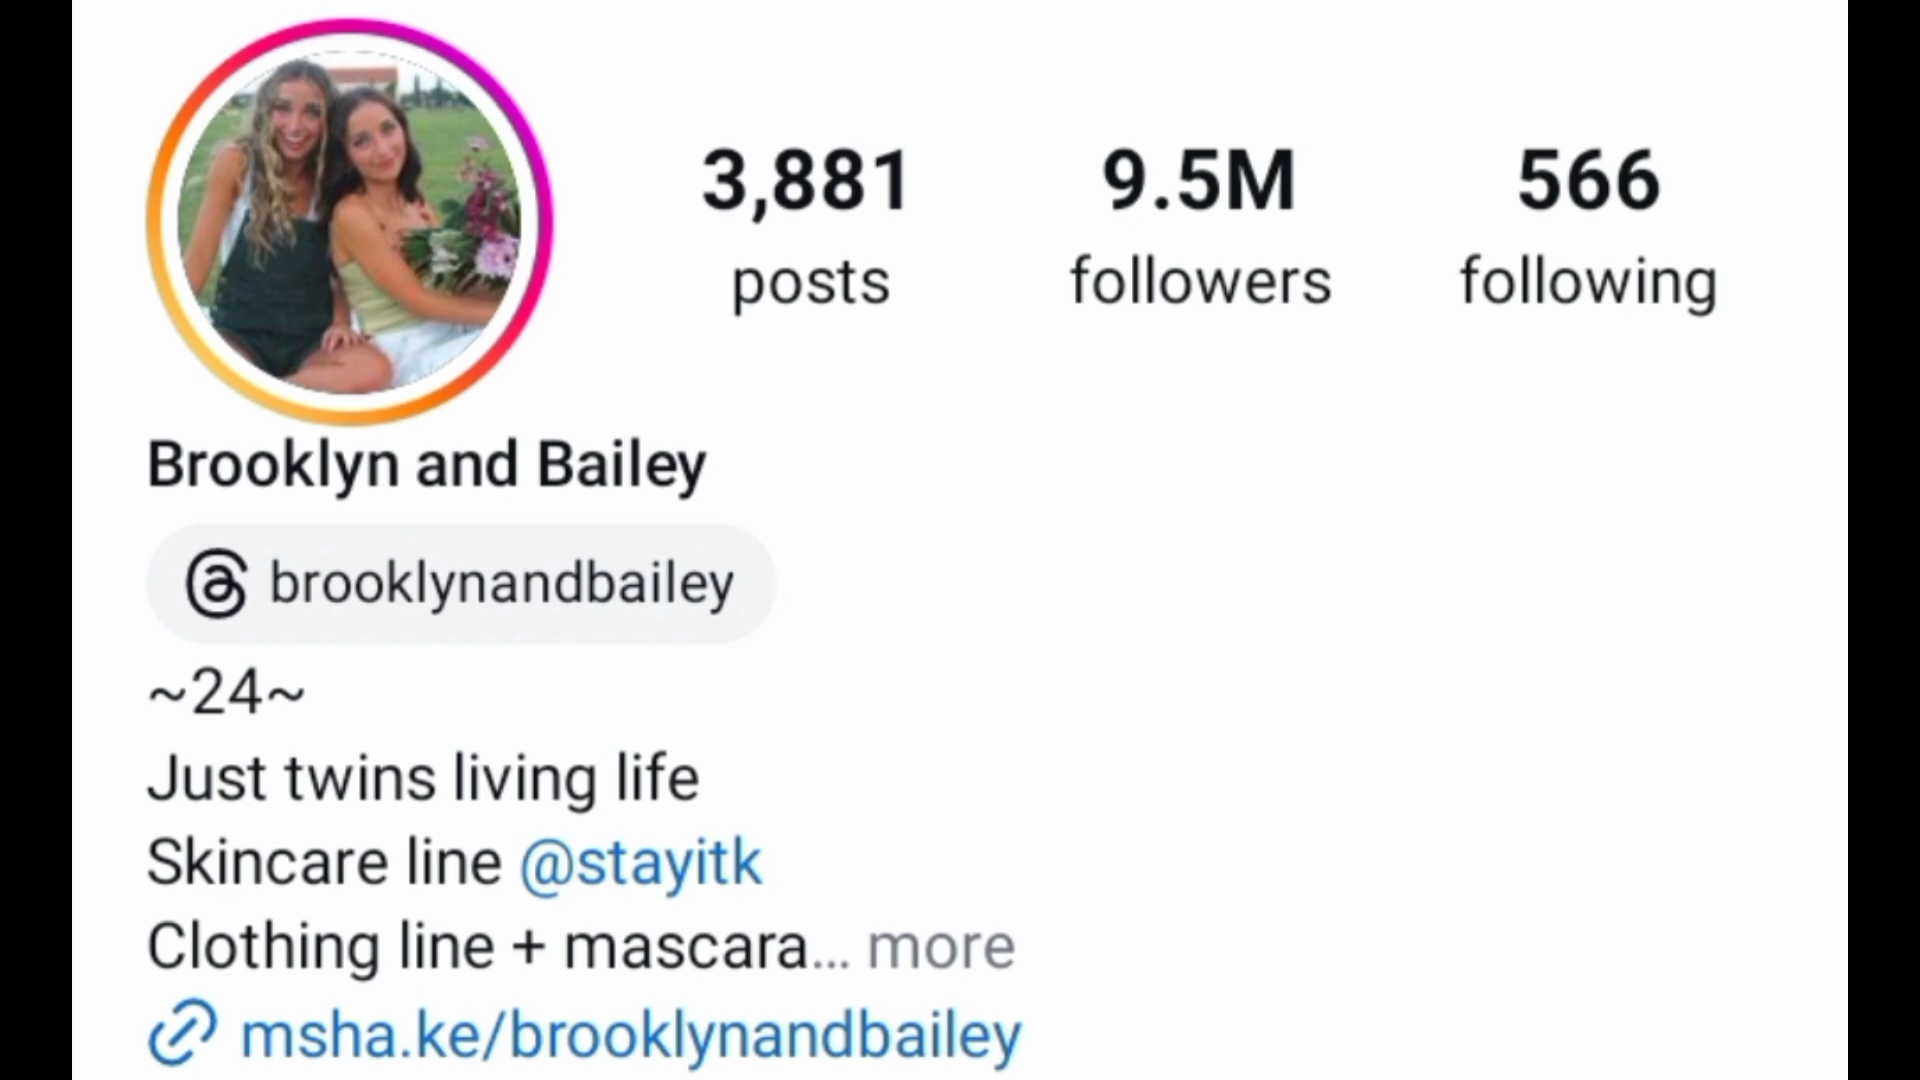 3,881 9.5M 566
posts followers following
Brooklyn and Bailey
brooklynandbailey
~24~
Just twins living life
Skincare line @stayitk
Clothing line + mascara... more
msha.ke/brooklynandbailey